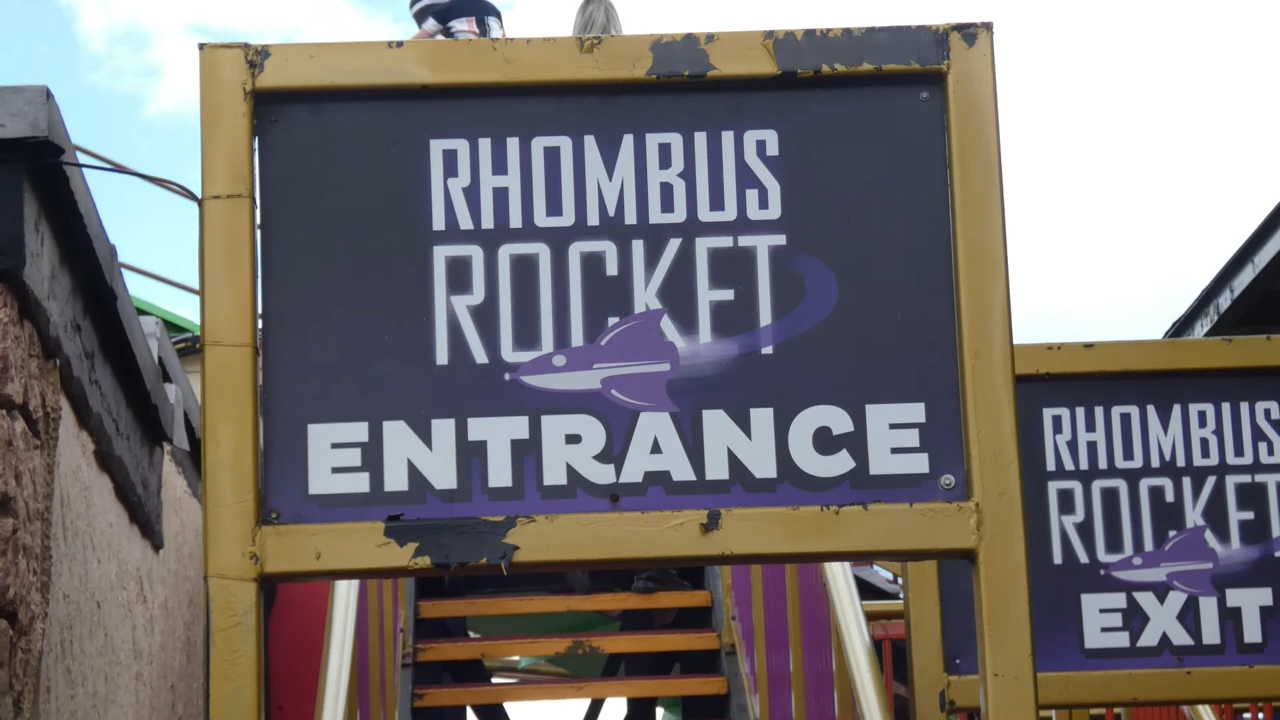 RHOMBUS
ROCKET
ENTRANCE
RHOMBUS
ROCKET
EXIT